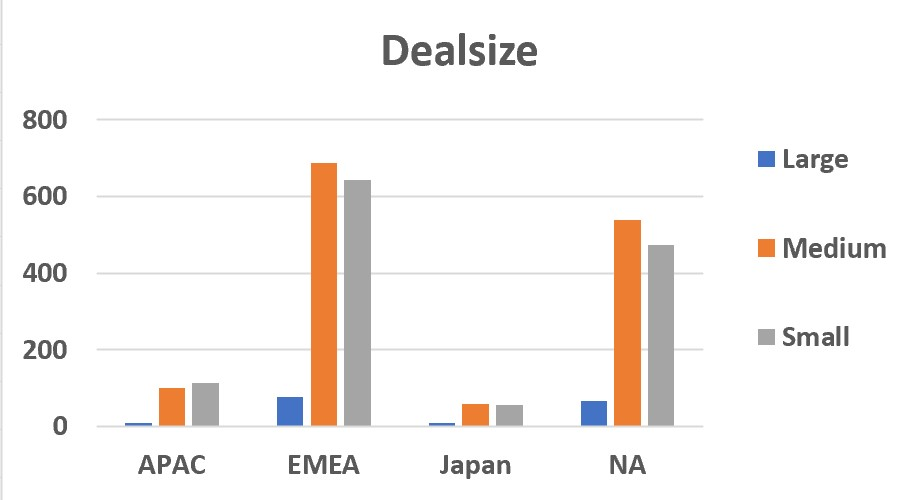 Dealsize
800
600
400
200
0
APAC
EMEA
Japan
NA
Large
Medium
Small